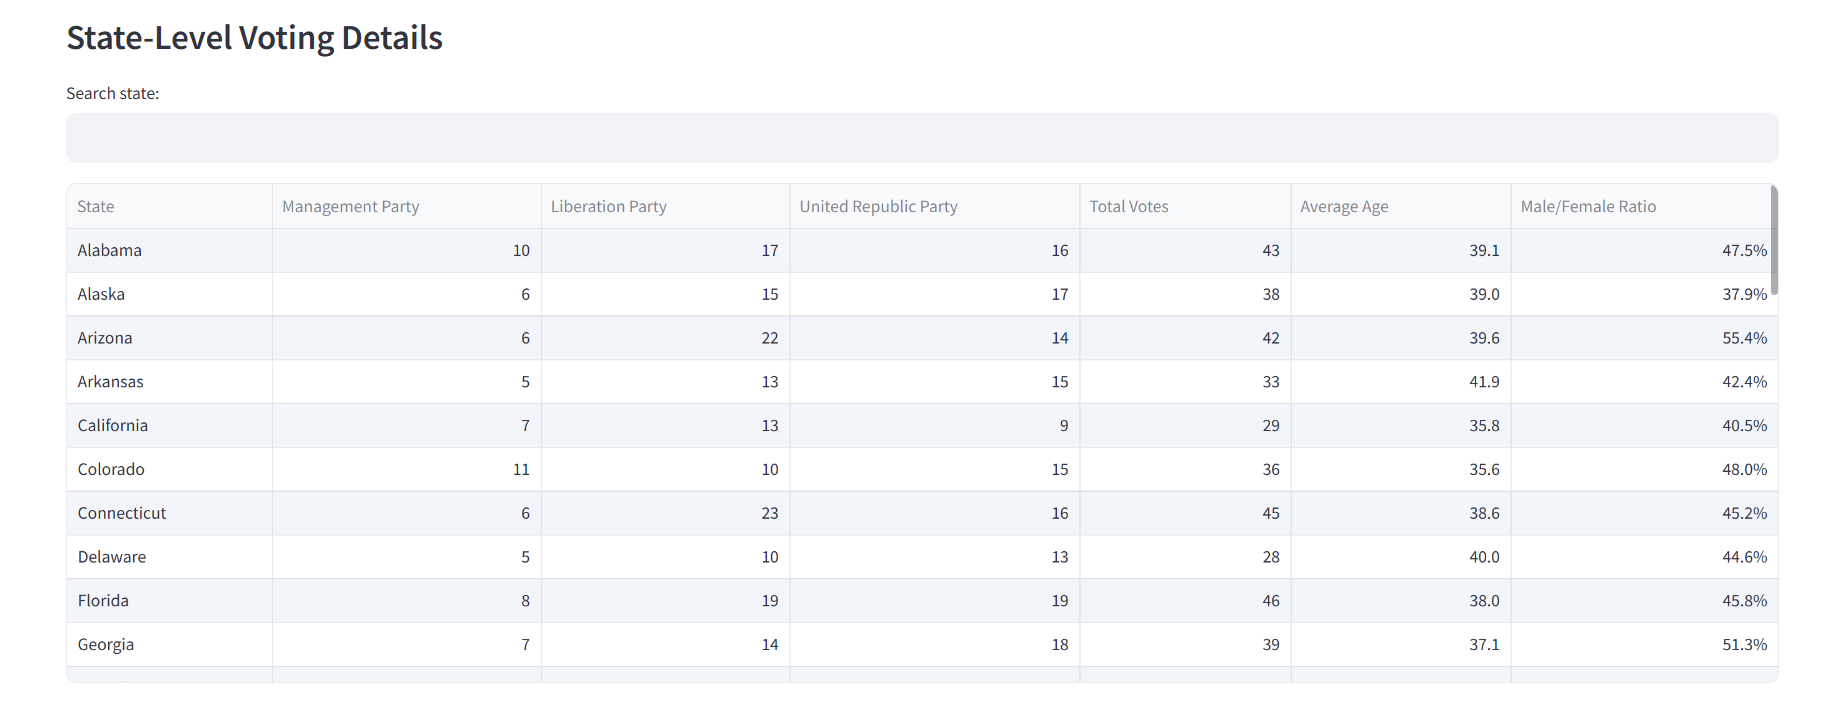 State-Level Voting Details
Search state:
State Management Party Liberation Party United Republic Party Total Votes Average Age Male/Female Ratio
Alabama 10 17 16 43 39.1 47.5%
Alaska 6 15 17 38 39.0 37.9%
Arizona 6 22 14 42 39.6 55.4%
Arkansas 5 13 15 33 41.9 42.4%
California 7 13 9 29 35.8 40.5%
Colorado 11 10 15 36 35.6 48.0%
Connecticut 6 23 16 45 38.6 45.2%
Delaware 5 10 13 28 40.0 44.6%
Florida 8 19 19 46 38.0 45.8%
Georgia 7 14 18 39 37.1 51.3%